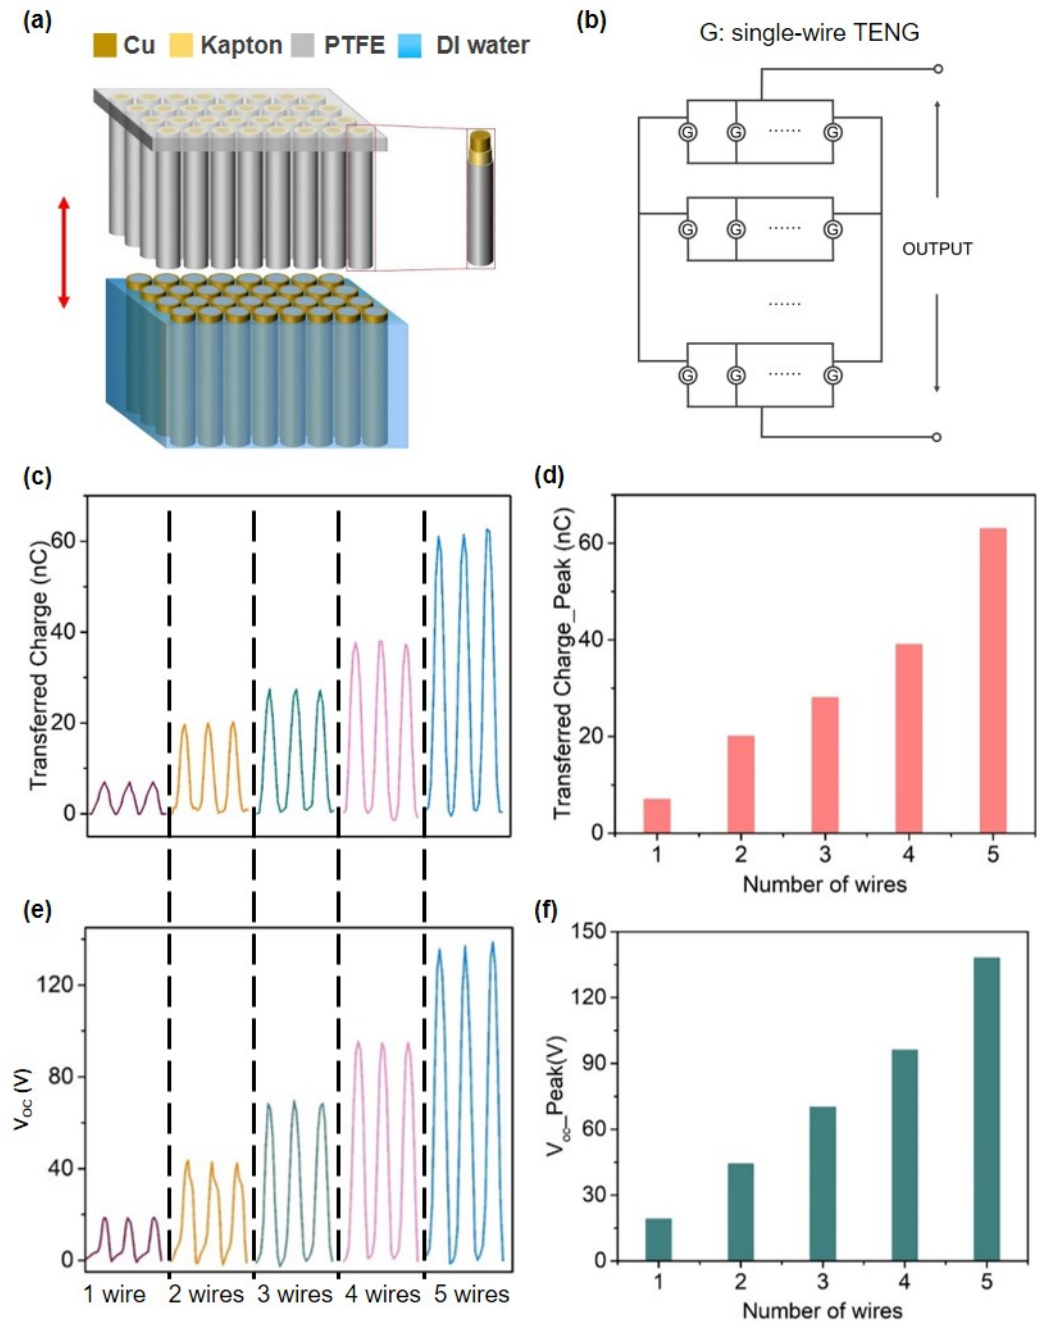 (a)
Cu Kapton PTFE DI water
(b)
G: single-wire TENG
G G ...... G
G G ...... G
......
G G ...... G
OUTPUT
(c)
Transferred Charge (nC)
60
40
20
0
(d)
Transferred Charge_Peak (nC)
60
40
20
0
1 2 3 4 5
Number of wires
(e)
Voc (V)
120
80
40
0
1 wire 2 wires 3 wires 4 wires 5 wires
(f)
Voc_Peak(V)
150
120
90
60
30
0
1 2 3 4 5
Number of wires